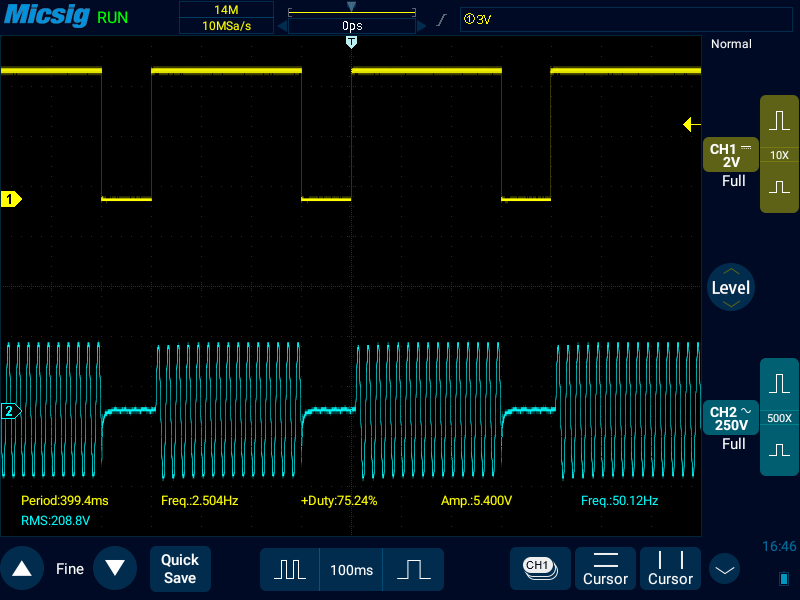 Micsig RUN
14M
10MSa/s
0ps
①3V
T
Normal
CH1
2V
10X
Full
1
Level
2
CH2
250V
500X
Full
Period:399.4ms Freq.:2.504Hz +Duty:75.24% Amp.:5.400V Freq.:50.12Hz
RMS:208.8V
16:46
Fine
Quick
Save
100ms
CH1
Cursor
Cursor